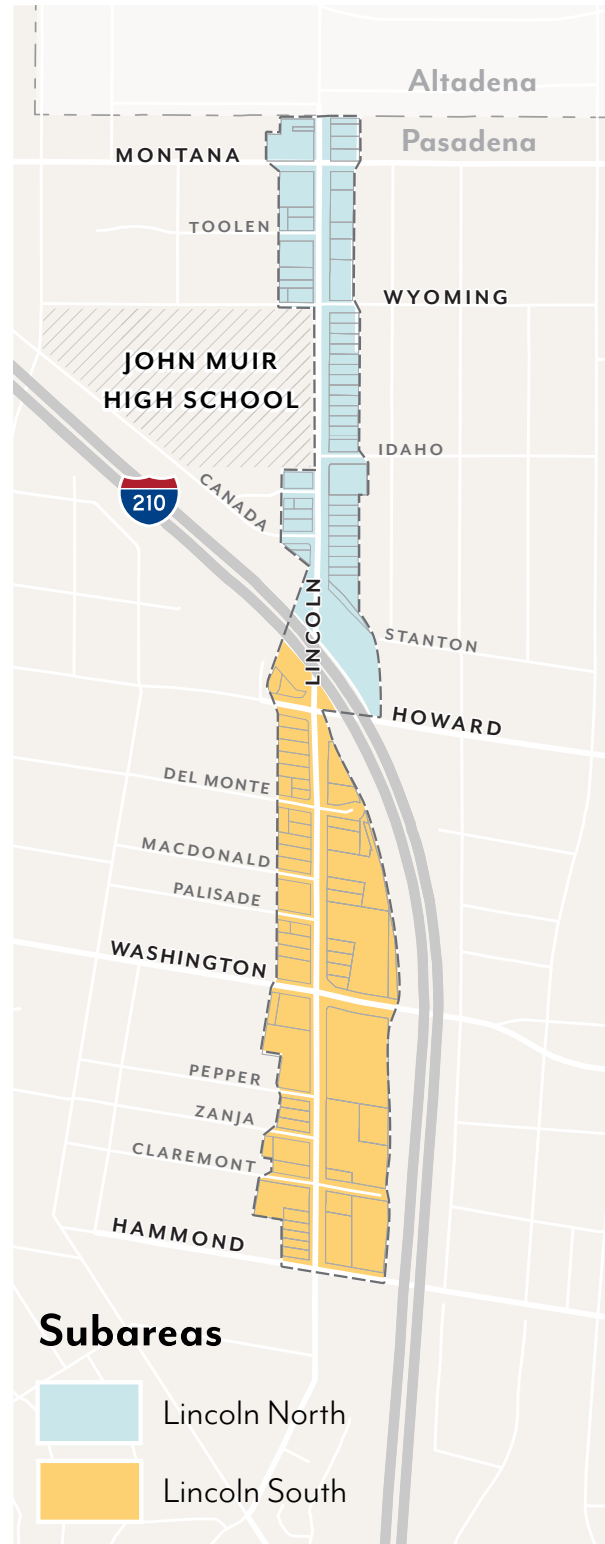 Altadena
Pasadena
MONTANA
TOOLEN
WYOMING
JOHN MUIR
HIGH SCHOOL
IDAHO
CANADA
210
LINCOLN
STANTON
HOWARD
DEL MONTE
MACDONALD
PALISADE
WASHINGTON
PEPPER
ZANJA
CLAREMONT
HAMMOND
Subareas
Lincoln North
Lincoln South